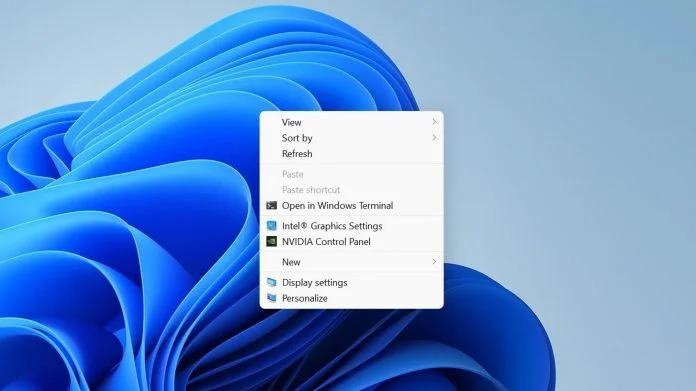 View
Sort by
Refresh
Paste
Paste shortcut
Open in Windows Terminal
Intel® Graphics Settings
NVIDIA Control Panel
New
Display settings
Personalize